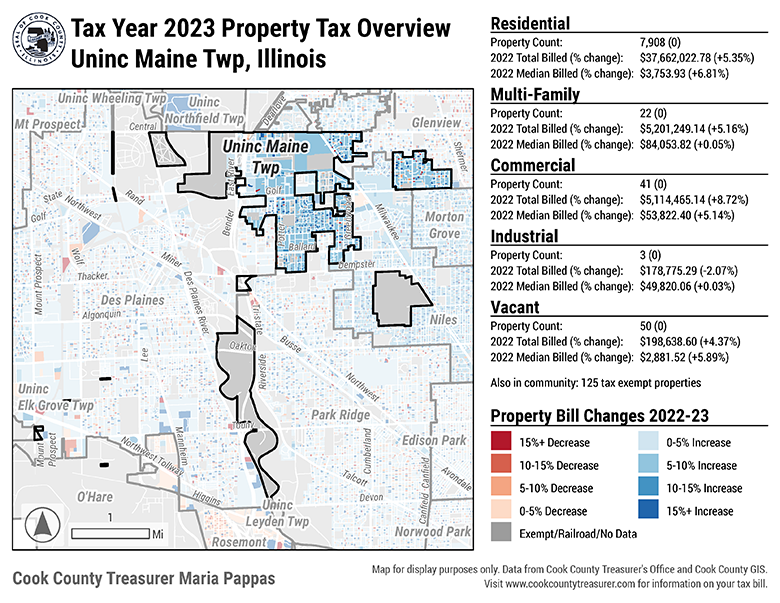 SEAL OF COOK COUNTY
ILLINOIS
Tax Year 2023 Property Tax Overview
Uninc Maine Twp, Illinois
Uninc Wheeling Twp
Uninc
Northfield Twp
Deerlove
Mt Prospect
Central
Glenview
Uninc Maine
Twp
Shermer
East River
Golf
State
Northwest
Rand
Golf
Bender
Potter
Ballard
Milwaukee
Morton
Grove
Dempster
Wolf
Miner
Mount Prospect
Thacker
Des Plaines
Des Plaines River
Algonquin
Tri-state
Niles
Oakton
Busse
Lee
Riverside
Northwest
Uninc
Elk Grove Twp
Park Ridge
Touhy
Mount
Prospect
Northwest Tollway
Mannheim
Cumberland
Edison Park
Talcott
Canfield
Canfield
Avondale
O'Hare
Higgins
Devon
Uninc
Leyden Twp
Norwood Park
Rosemont
1
Mi
Residential
Property Count: 7,908 (0)
2022 Total Billed (% change): $37,662,022.78 (+5.35%)
2022 Median Billed (% change): $3,753.93 (+6.81%)
Multi-Family
Property Count: 22 (0)
2022 Total Billed (% change): $5,201,249.14 (+5.16%)
2022 Median Billed (% change): $84,053.82 (+0.05%)
Commercial
Property Count: 41 (0)
2022 Total Billed (% change): $5,114,465.14 (+8.72%)
2022 Median Billed (% change): $53,822.40 (+5.14%)
Industrial
Property Count: 3 (0)
2022 Total Billed (% change): $178,775.29 (-2.07%)
2022 Median Billed (% change): $49,820.06 (+0.03%)
Vacant
Property Count: 50 (0)
2022 Total Billed (% change): $198,638.60 (+4.37%)
2022 Median Billed (% change): $2,881.52 (+5.89%)
Also in community: 125 tax exempt properties
Property Bill Changes 2022-23
15%+ Decrease
10-15% Decrease
5-10% Decrease
0-5% Decrease
Exempt/Railroad/No Data
0-5% Increase
5-10% Increase
10-15% Increase
15%+ Increase
Cook County Treasurer Maria Pappas
Map for display purposes only. Data from Cook County Treasurer's Office and Cook County GIS.
Visit www.cookcountytreasurer.com for information on your tax bill.